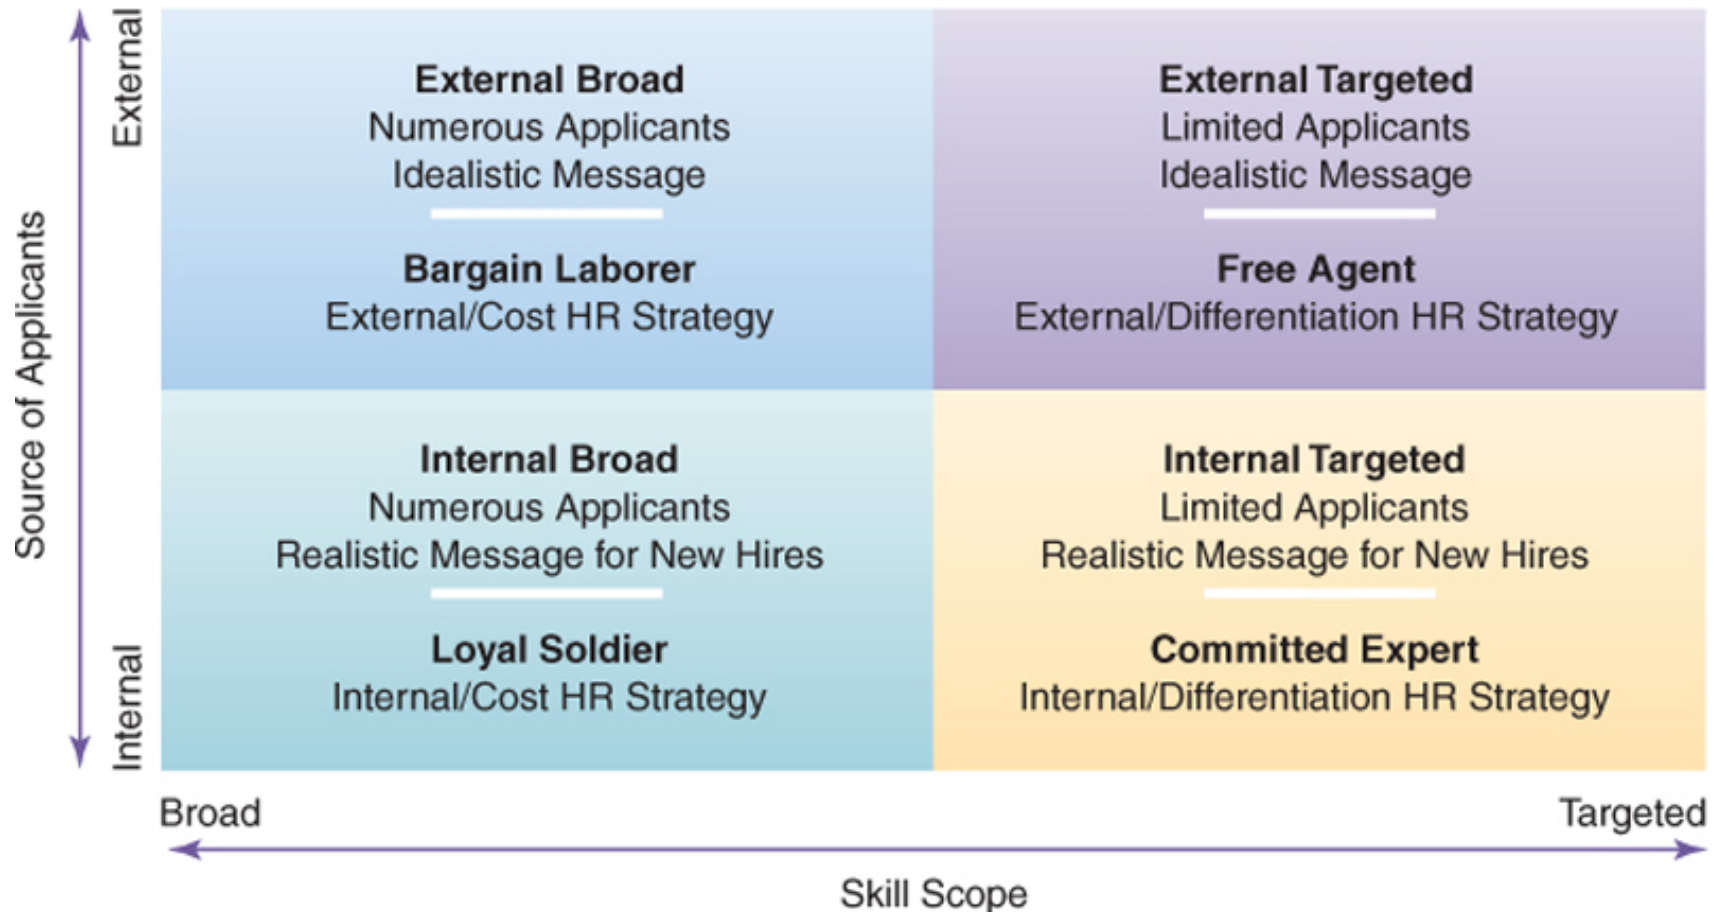 Source of Applicants
External
Internal
External Broad
Numerous Applicants
Idealistic Message
Bargain Laborer
External/Cost HR Strategy
External Targeted
Limited Applicants
Idealistic Message
Free Agent
External/Differentiation HR Strategy
Internal Broad
Numerous Applicants
Realistic Message for New Hires
Loyal Soldier
Internal/Cost HR Strategy
Internal Targeted
Limited Applicants
Realistic Message for New Hires
Committed Expert
Internal/Differentiation HR Strategy
Broad
Targeted
Skill Scope